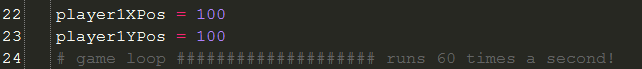 22 player1XPos = 100
23 player1YPos = 100
24 # game loop #################### runs 60 times a second!